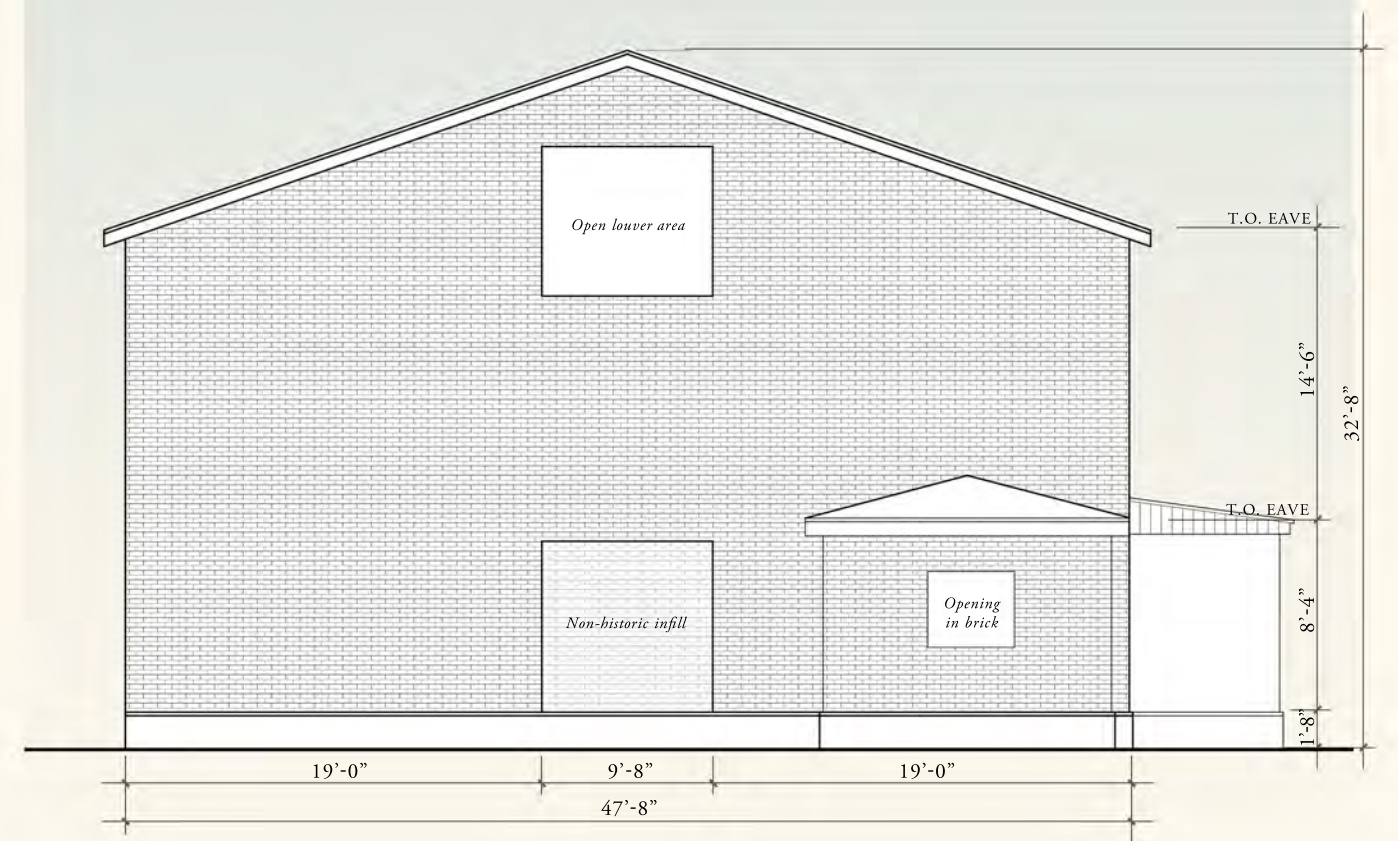 T.O. EAVE
Open louver area
14’-6”
32’-8”
T.O. EAVE
Opening
in brick
Non-historic infill
8’-4”
1’-8”
19’-0”
9’-8”
19’-0”
47’-8”